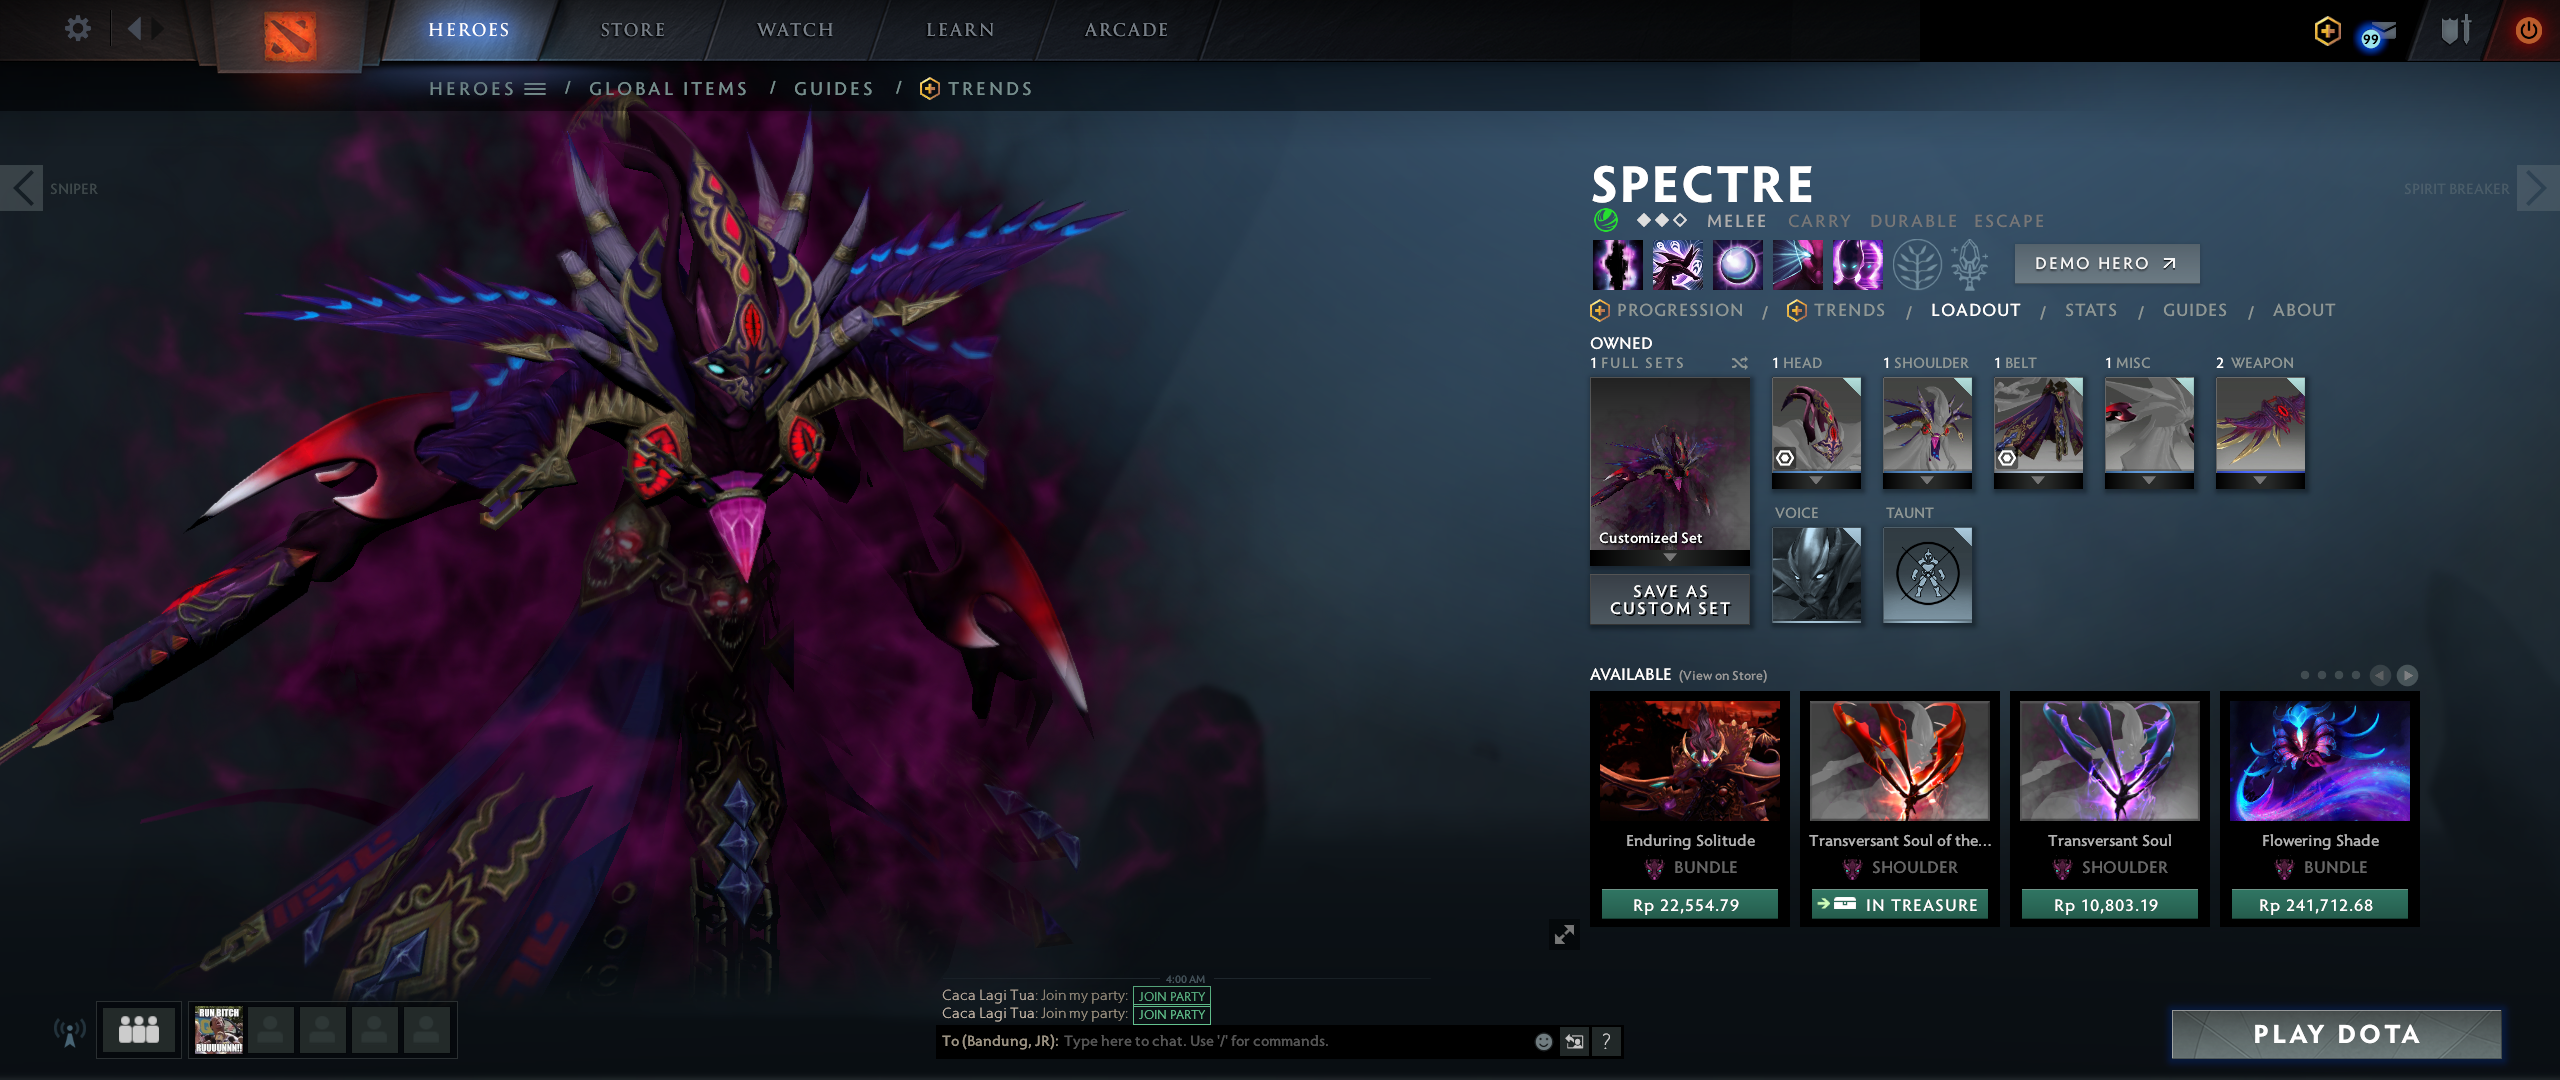 HEROES STORE WATCH LEARN ARCADE
99
HEROES / GLOBAL ITEMS / GUIDES / TRENDS
SNIPER
SPIRIT BREAKER
SPECTRE
MELEE CARRY DURABLE ESCAPE
DEMO HERO
PROGRESSION / TRENDS / LOADOUT / STATS / GUIDES / ABOUT
OWNED
1 FULL SETS 1 HEAD 1 SHOULDER 1 BELT 1 MISC 2 WEAPON
Customized Set
SAVE AS
CUSTOM SET
VOICE TAUNT
AVAILABLE (View on Store)
Enduring Solitude
BUNDLE
Rp 22,554.79
Transversant Soul of the...
SHOULDER
IN TREASURE
Transversant Soul
SHOULDER
Rp 10,803.19
Flowering Shade
BUNDLE
Rp 241,712.68
4:00 AM
Caca Lagi Tua: Join my party: JOIN PARTY
Caca Lagi Tua: Join my party: JOIN PARTY
To (Bandung, JR): Type here to chat. Use '/' for commands.
?
RUN BITCH
RUUUUNNN!!
PLAY DOTA